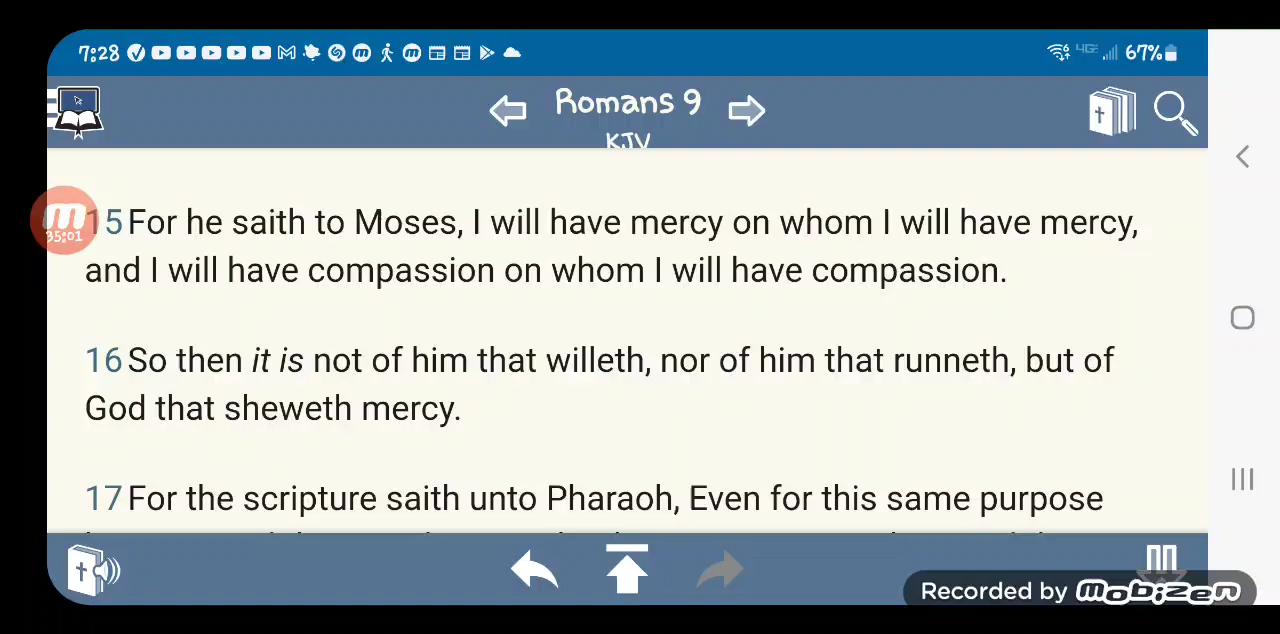 7:28 4GE 67%
Romans 9
KJV
15 For he saith to Moses, I will have mercy on whom I will have mercy,
35:01
and I will have compassion on whom I will have compassion.
16 So then it is not of him that willeth, nor of him that runneth, but of
God that sheweth mercy.
17 For the scripture saith unto Pharaoh, Even for this same purpose
Recorded by mobizen